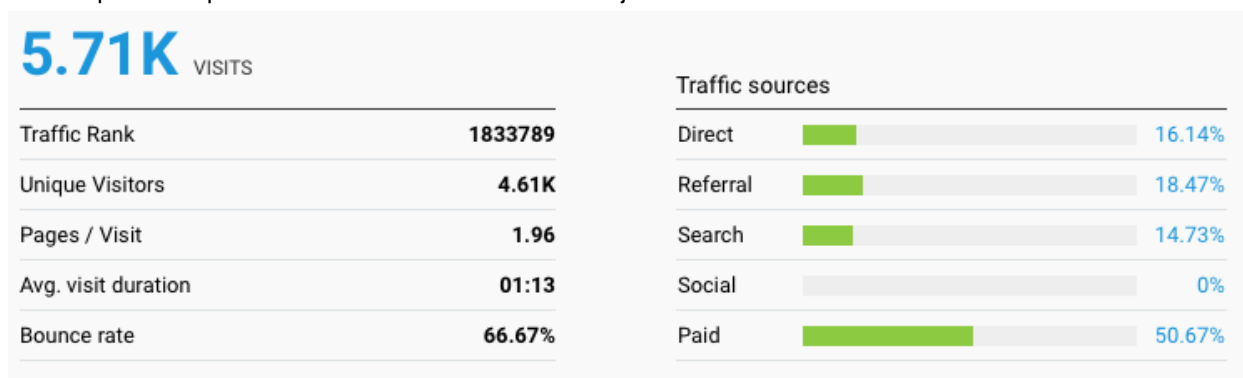 5.71K VISITS
Traffic Rank 1833789
Unique Visitors 4.61K
Pages / Visit 1.96
Avg. visit duration 01:13
Bounce rate 66.67%
Traffic sources
Direct 16.14%
Referral 18.47%
Search 14.73%
Social 0%
Paid 50.67%